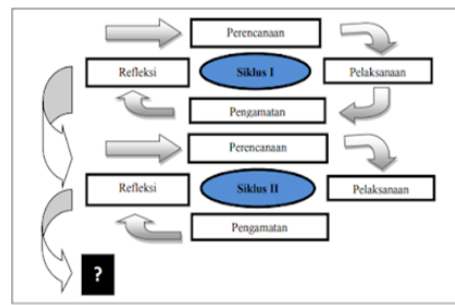 Perencanaan
Refleksi
Siklus I
Pelaksanaan
Pengamatan
Perencanaan
Refleksi
Siklus II
Pelaksanaan
Pengamatan
?